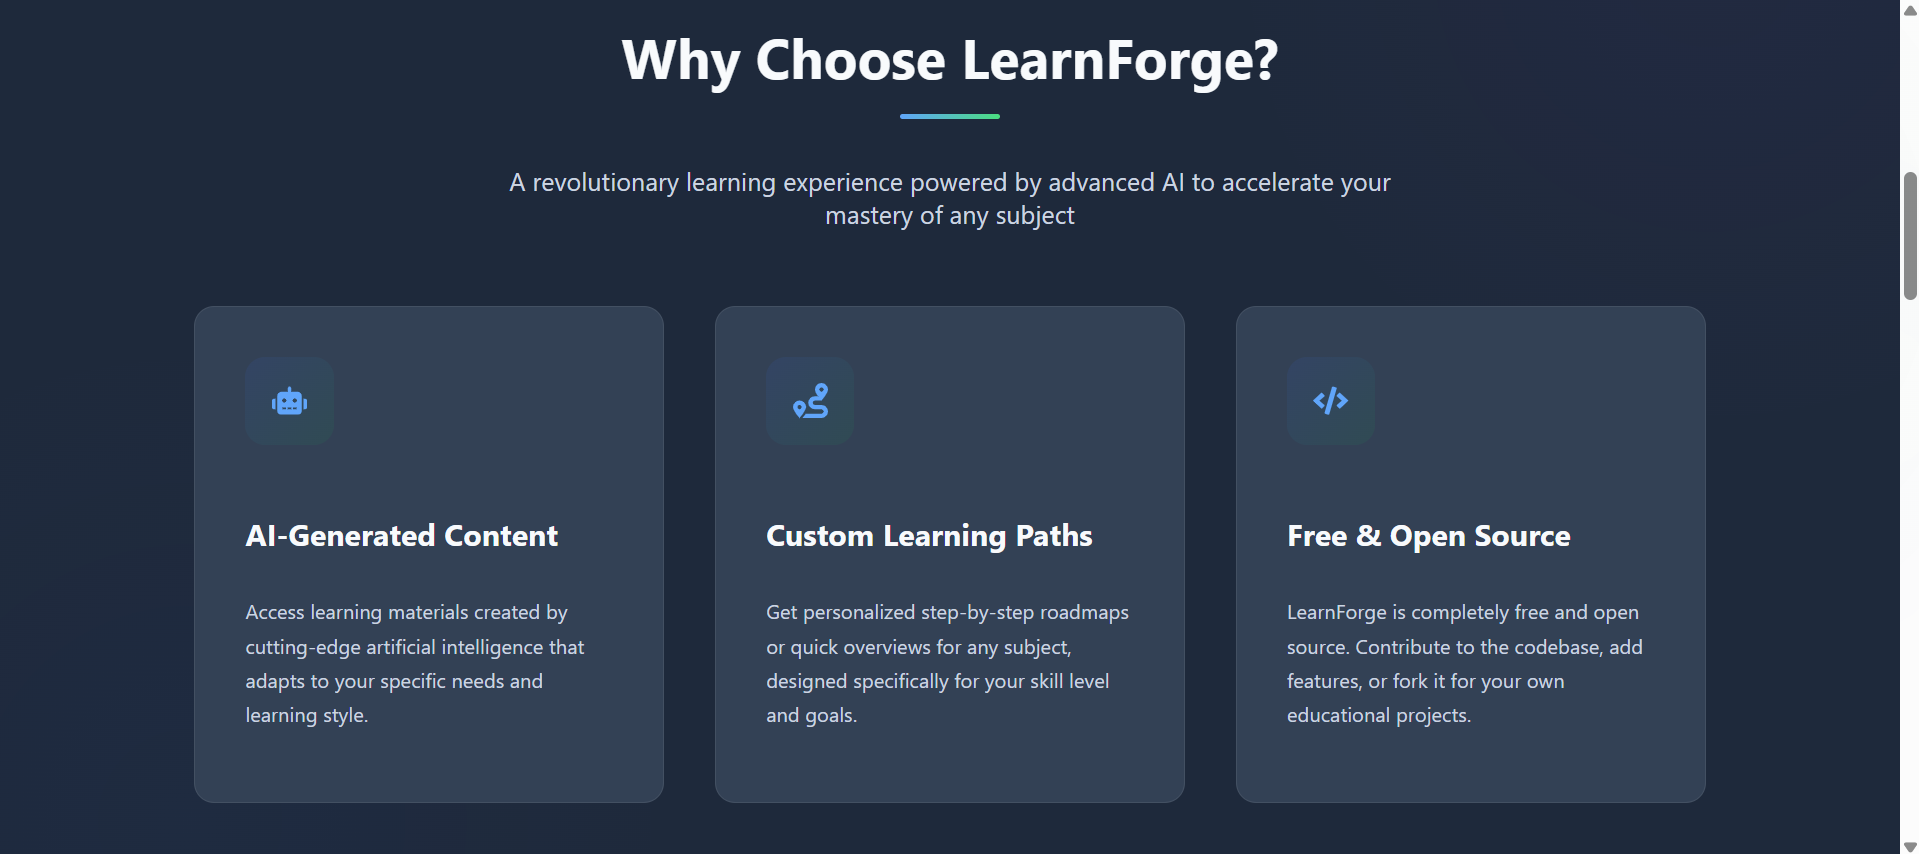 Why Choose LearnForge?
A revolutionary learning experience powered by advanced AI to accelerate your
mastery of any subject
AI-Generated Content
Access learning materials created by
cutting-edge artificial intelligence that
adapts to your specific needs and
learning style.
Custom Learning Paths
Get personalized step-by-step roadmaps
or quick overviews for any subject,
designed specifically for your skill level
and goals.
Free & Open Source
LearnForge is completely free and open
source. Contribute to the codebase, add
features, or fork it for your own
educational projects.